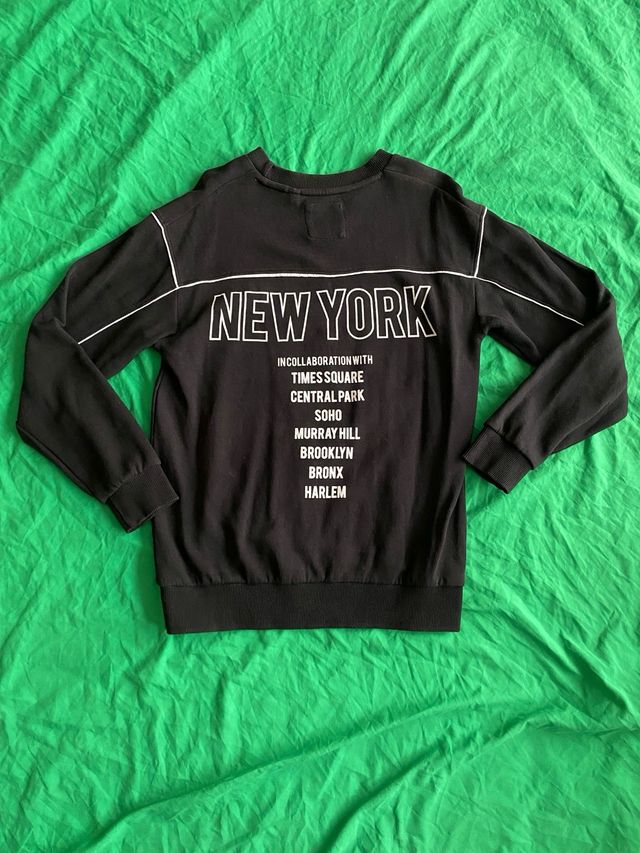 NEW YORK
IN COLLABORATION WITH
TIMES SQUARE
CENTRAL PARK
SOHO
MURRAY HILL
BROOKLYN
BRONX
HARLEM